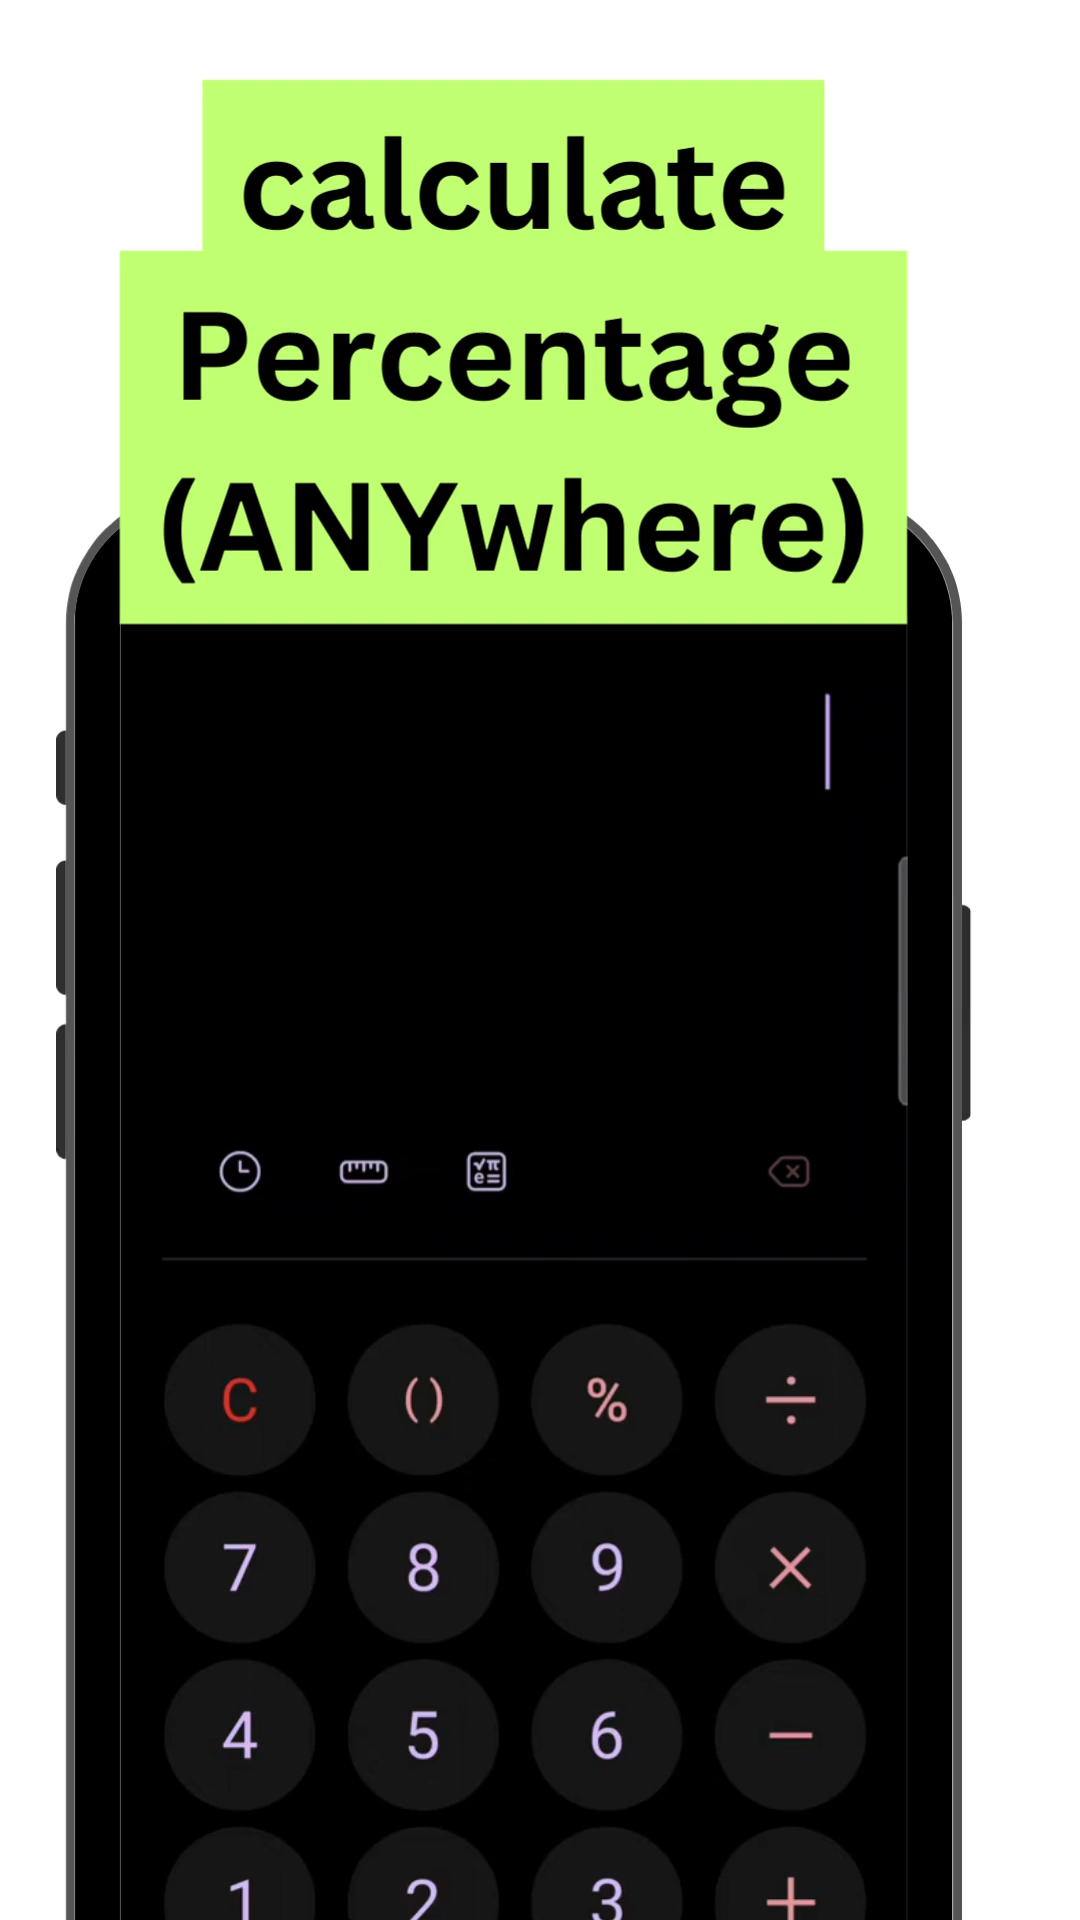 calculate
Percentage
(ANYwhere)
√π
e=
C () % ÷
7 8 9 ×
4 5 6 −
1 2 3 +